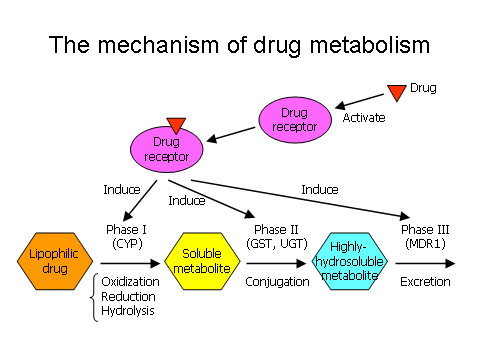 The mechanism of drug metabolism
Drug
Drug
receptor
Activate
Drug
receptor
Induce
Induce
Induce
Phase I
(CYP)
Phase II
(GST, UGT)
Phase III
(MDR1)
Lipophilic
drug
Soluble
metabolite
Highly-
hydrosoluble
metabolite
Oxidization
Reduction
Hydrolysis
Conjugation
Excretion